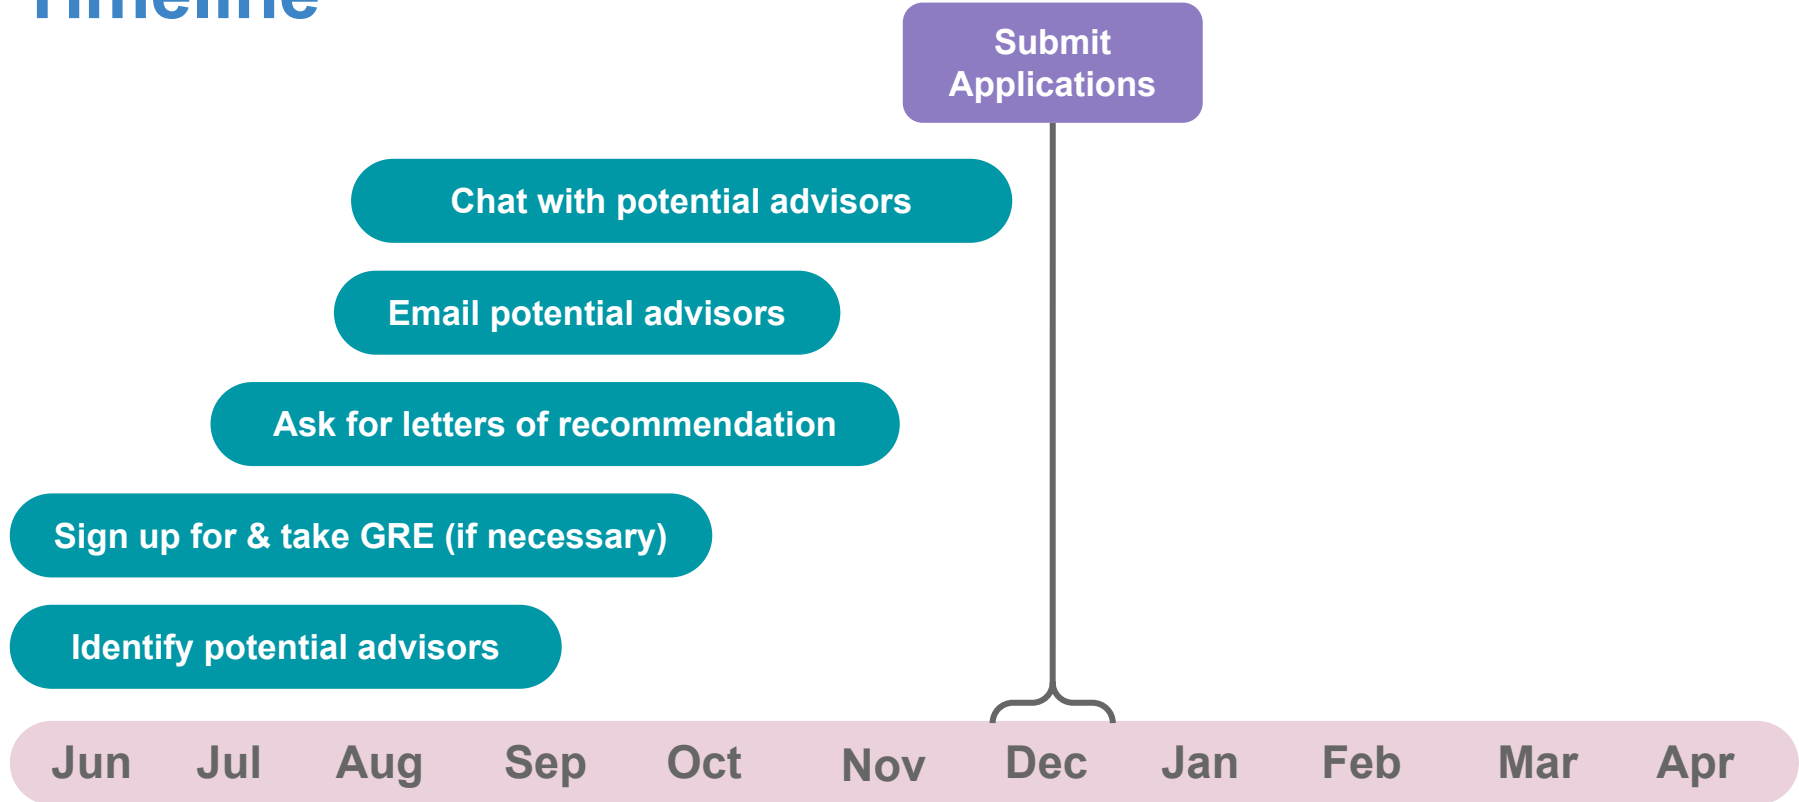 Timeline
Submit
Applications
Chat with potential advisors
Email potential advisors
Ask for letters of recommendation
Sign up for & take GRE (if necessary)
Identify potential advisors
Jun Jul Aug Sep Oct Nov Dec Jan Feb Mar Apr